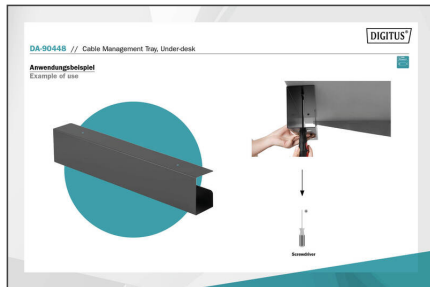 DIGITUS®
DA-90448 // Cable Management Tray, Under-desk
Anwendungsbeispiel
Example of use
Screwdriver